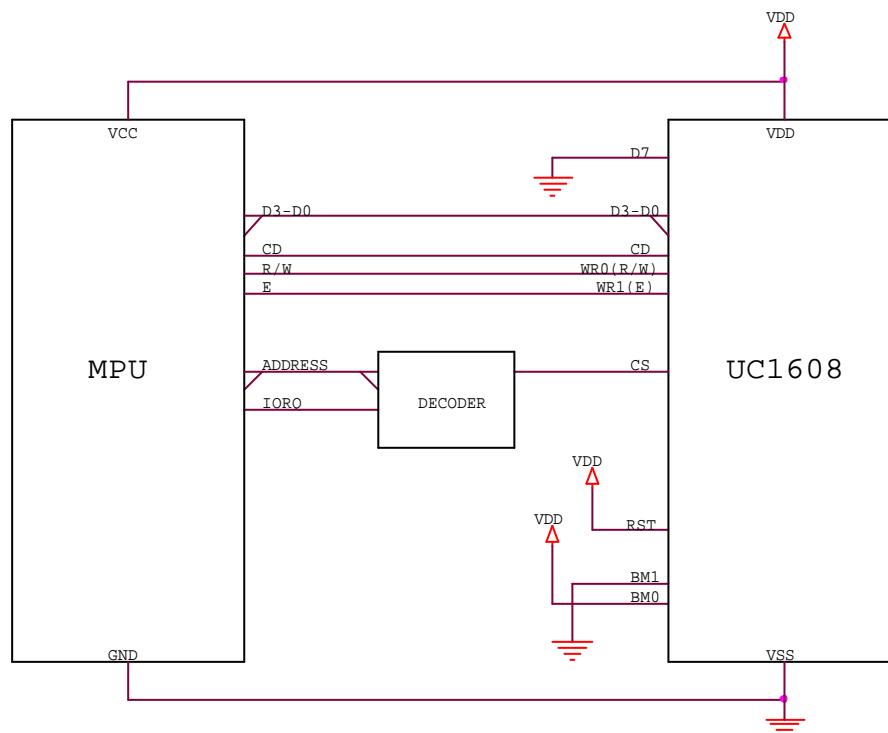 VDD
VCC VDD
D7
D3-D0 D3-D0
CD CD
R/W WR0(R/W)
E WR1(E)
ADDRESS CS
MPU UC1608
IORQ DECODER
VDD
VDD RST
BM1
BM0
GND VSS